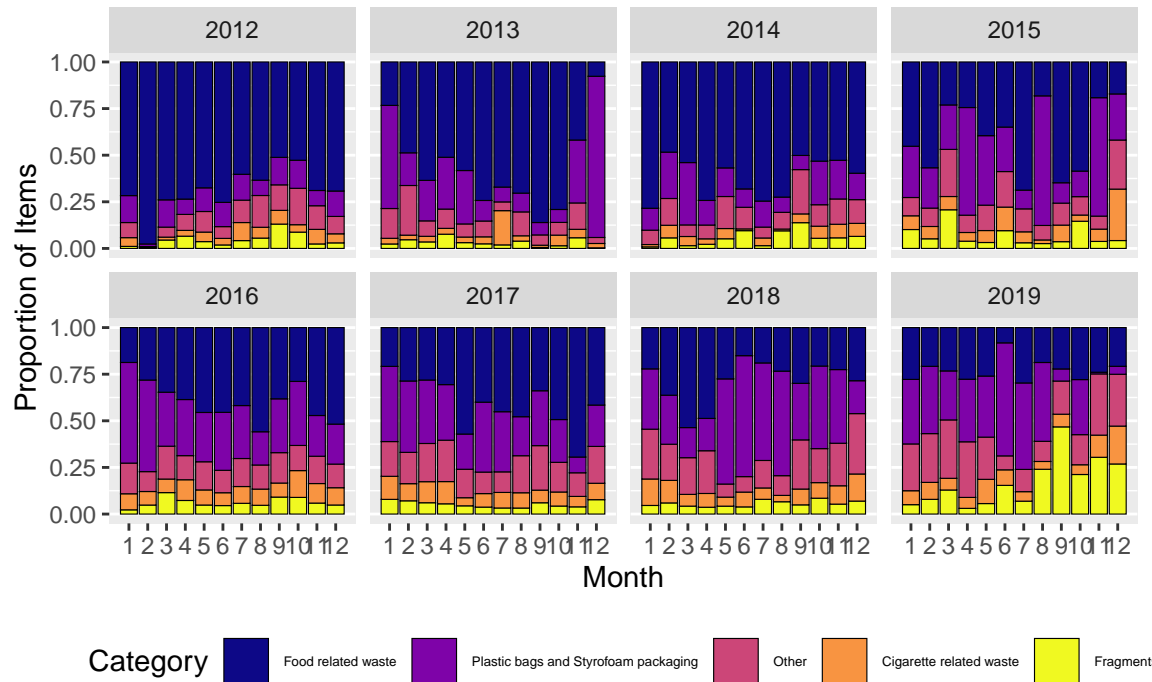 2012 2013 2014 2015
1.00
0.75
0.50
0.25
0.00
Proportion of Items
2016 2017 2018 2019
1.00
0.75
0.50
0.25
0.00
1 2 3 4 5 6 7 8 9 10 11 12 1 2 3 4 5 6 7 8 9 10 11 12 1 2 3 4 5 6 7 8 9 10 11 12 1 2 3 4 5 6 7 8 9 10 11 12
Month
Category Food related waste Plastic bags and Styrofoam packaging Other Cigarette related waste Fragment